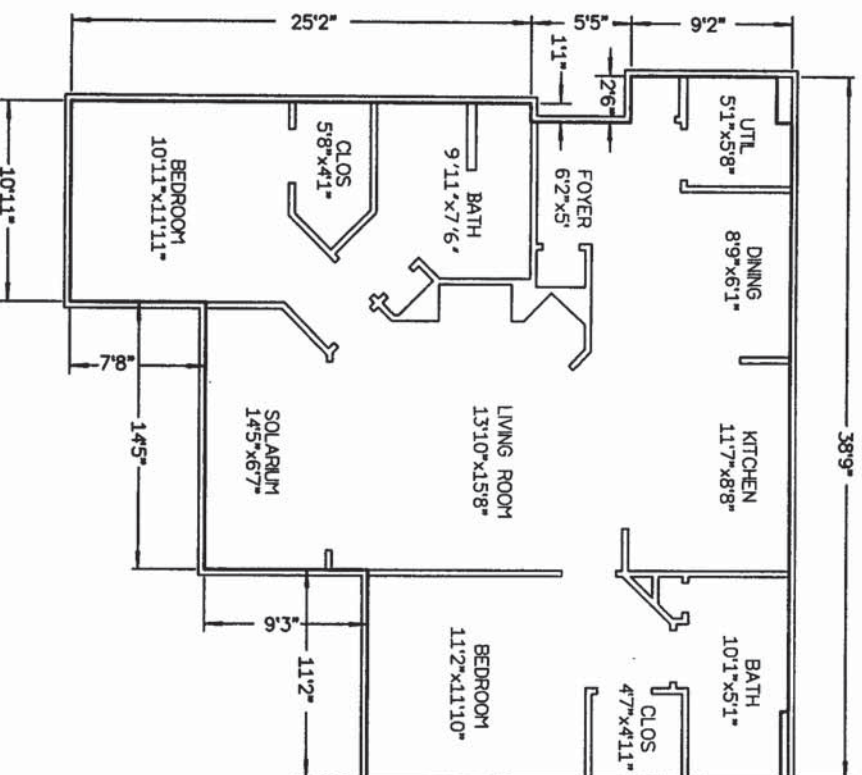 25'2"
5'5"
9'2"
1'1"
2'6"
UTIL
5'1"x5'8"
CLOS
5'8"x4'1"
BEDROOM
10'11"x11'11"
BATH
9'11"x7'6"
FOYER
6'2"x5'
DINING
8'9"x6'1"
10'11"
7'8"
14'5"
SOLARIUM
14'5"x6'7"
LIVING ROOM
13'10"x15'8"
KITCHEN
11'7"x8'8"
38'9"
9'3"
11'2"
BEDROOM
11'2"x11'10"
BATH
10'1"x5'1"
CLOS
4'7"x4'11"